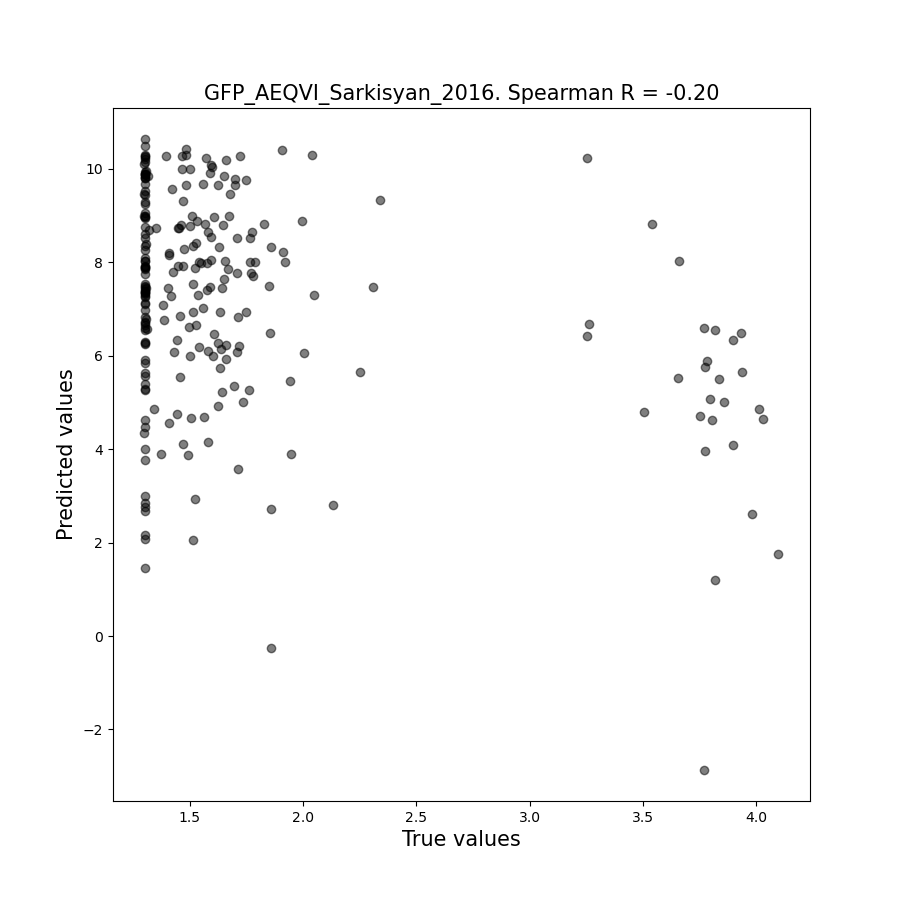 GFP_AEQVI_Sarkisyan_2016. Spearman R = -0.20
10
8
6
4
2
0
−2
Predicted values
1.5 2.0 2.5 3.0 3.5 4.0
True values